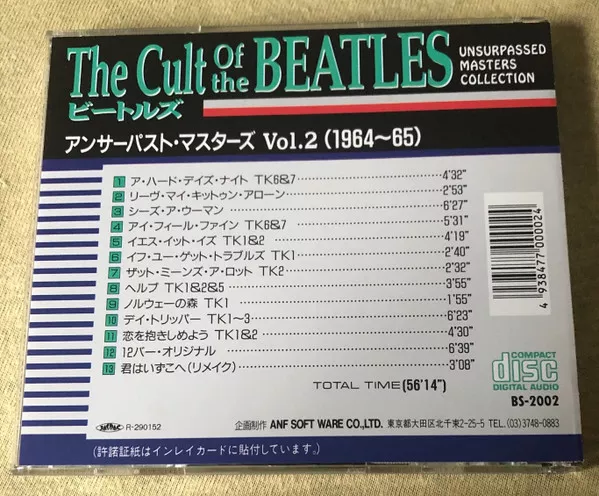 The Cult Of the BEATLES
UNSURPASSED
MASTERS
COLLECTION
ビートルズ
アンサーパスト・マスターズ Vol.2 (1964～65)
1 ア・ハード・デイズ・ナイト TK6&7 4'32"
2 リーヴ・マイ・キットゥン・アローン 2'53"
3 シーズ・ア・ウーマン 6'27"
4 アイ・フィール・ファイン TK6&7 5'31"
5 イエス・イット・イズ TK1&2 4'19"
6 イフ・ユー・ゲット・トラブルズ TK1 2'40"
7 ザット・ミーンズ・ア・ロット TK2 2'32"
8 ヘルプ TK1&2&5 3'55"
9 ノルウェーの森 TK1 1'55"
10 デイ・トリッパー TK1～3 6'23"
11 恋を抱きしめよう TK1&2 4'30"
12 12バー・オリジナル 6'39"
13 君はいずこへ(リメイク) 3'08"
TOTAL TIME(56'14")
4 938477 000024
COMPACT
disc
DIGITAL AUDIO
BS-2002
R-290152
企画制作 ANF SOFT WARE CO.,LTD. 東京都大田区北千束2-25-5 TEL.(03)3748-0883
(許諾証紙はインレイカードに貼付しています。)